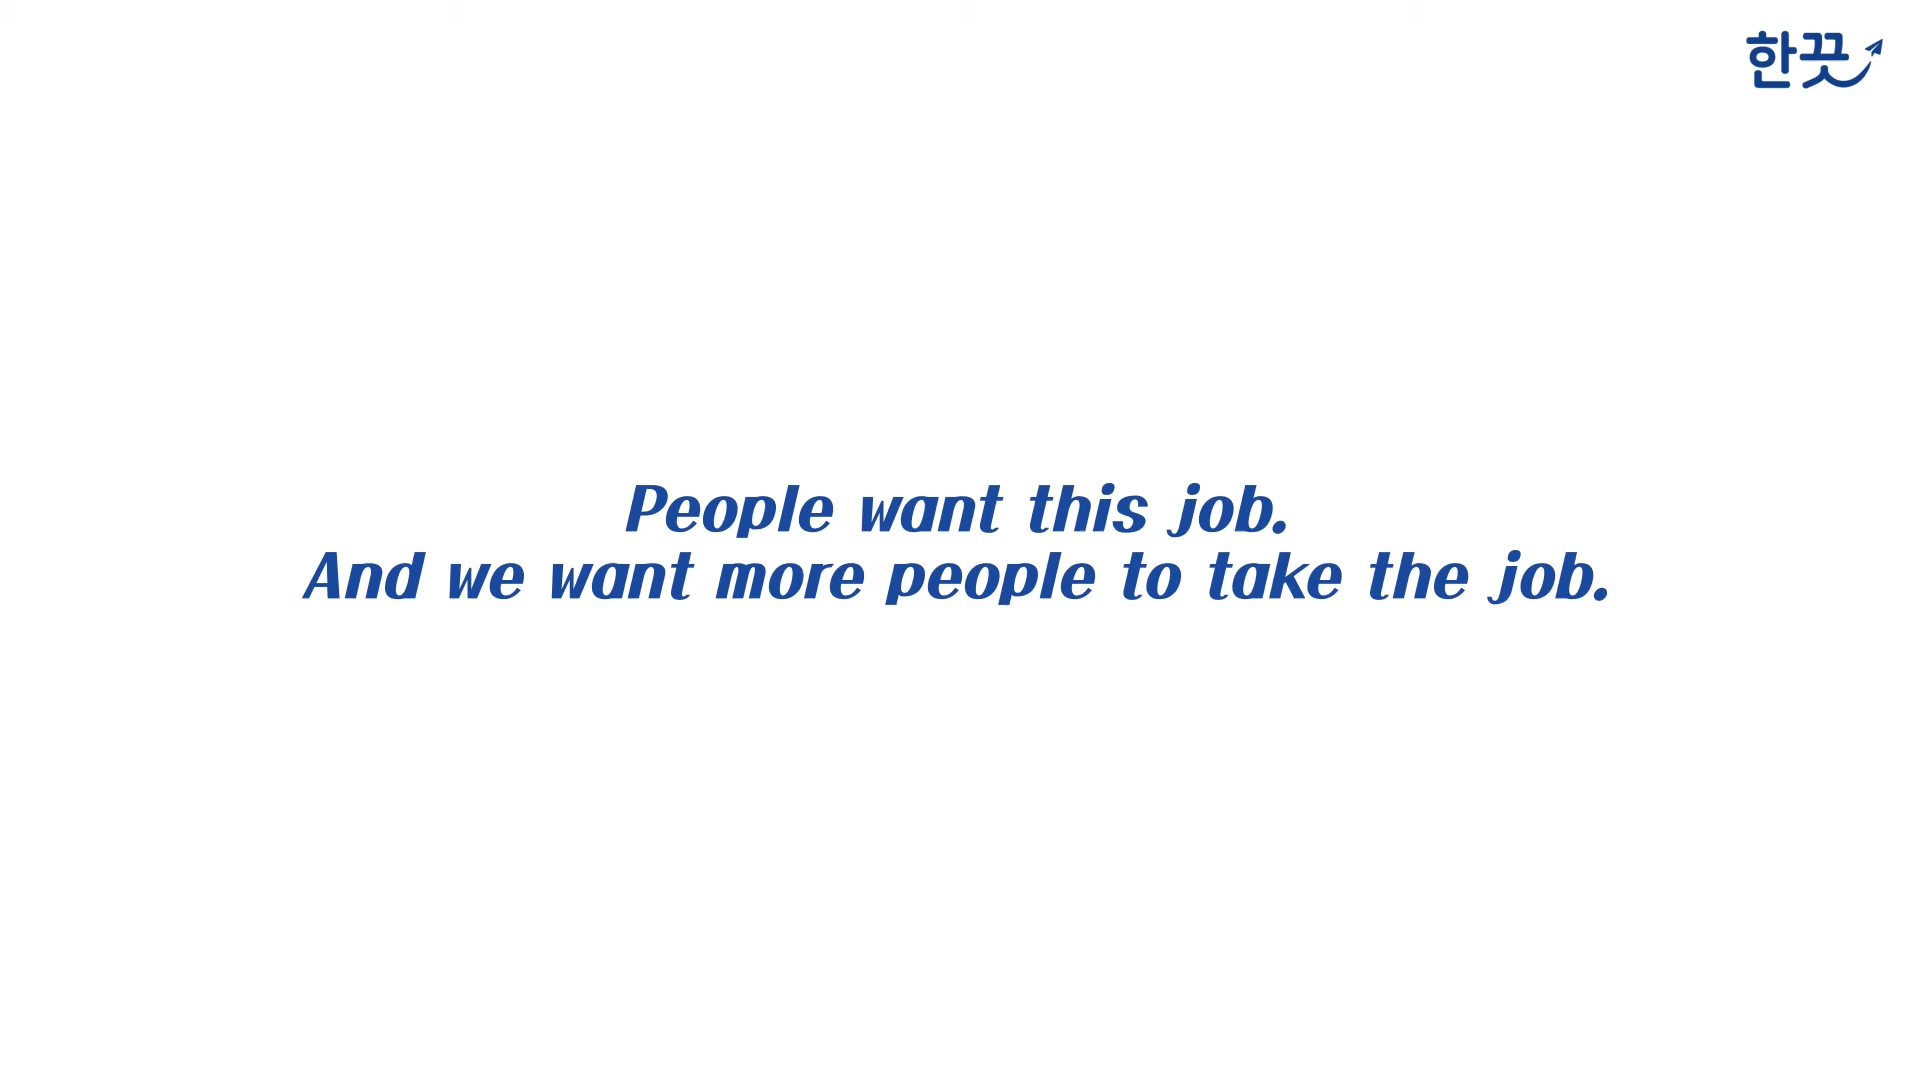 한끗
People want this job.
And we want more people to take the job.